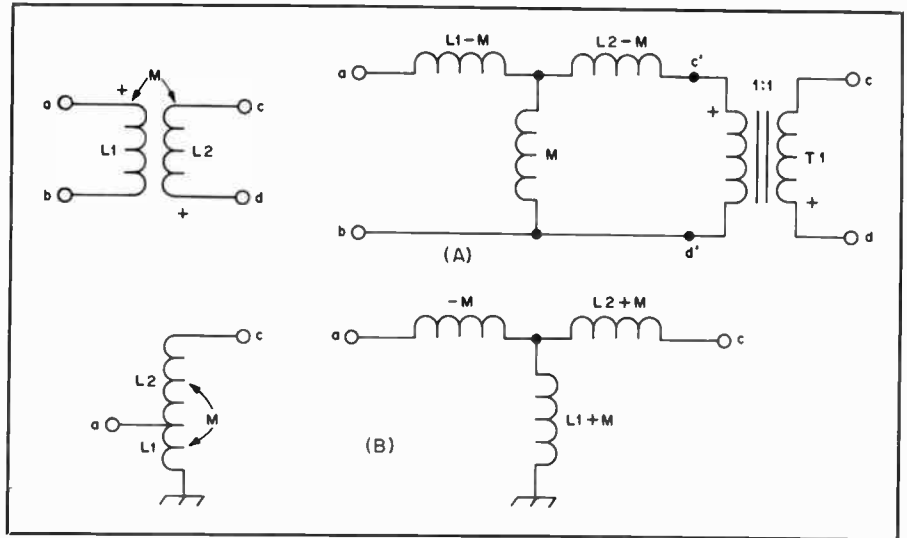 L1–M
L2–M
M
a
c'
1:1
c
+
+
a
c
L1
L2
M
T1
b
d
+
+
b
d'
d
(A)
–M
L2+M
c
a
c
L2
M
a
L1
L1+M
(B)